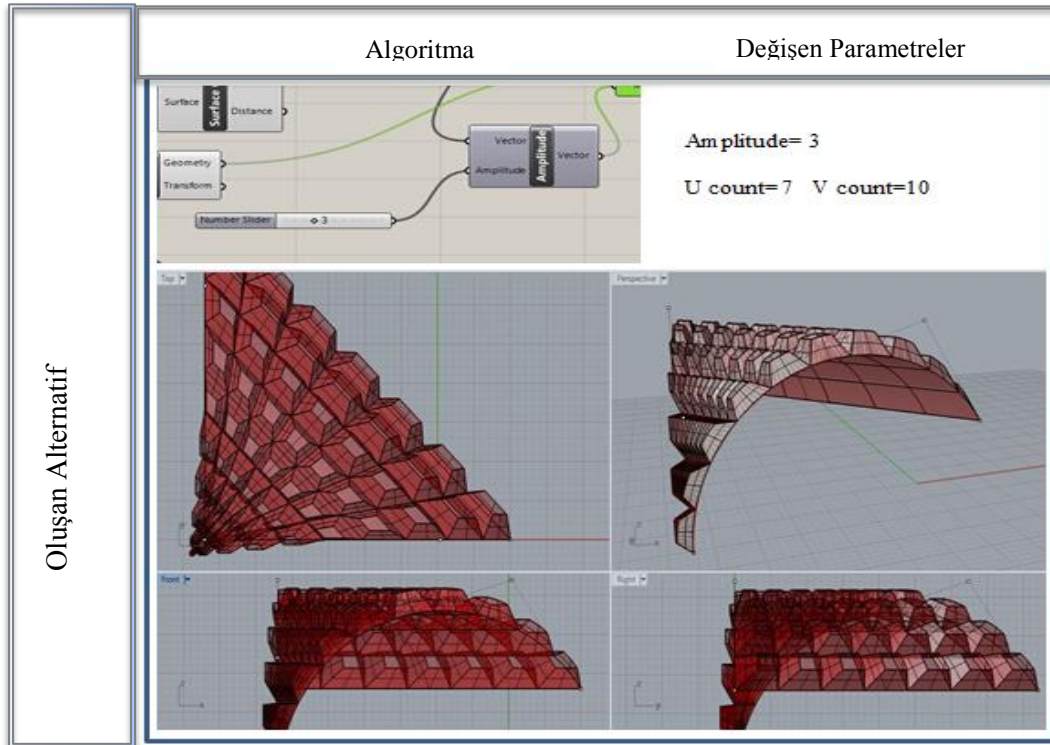 Algoritma
Değişen Parametreler
Oluşan Alternatif
Surface
Surface
Distance
Geometry
Transform
Vector
Amplitude
Amplitude
Vector
Number Slider
3
Amplitude= 3
U count= 7 V count=10
Top
Perspective
Front
Right